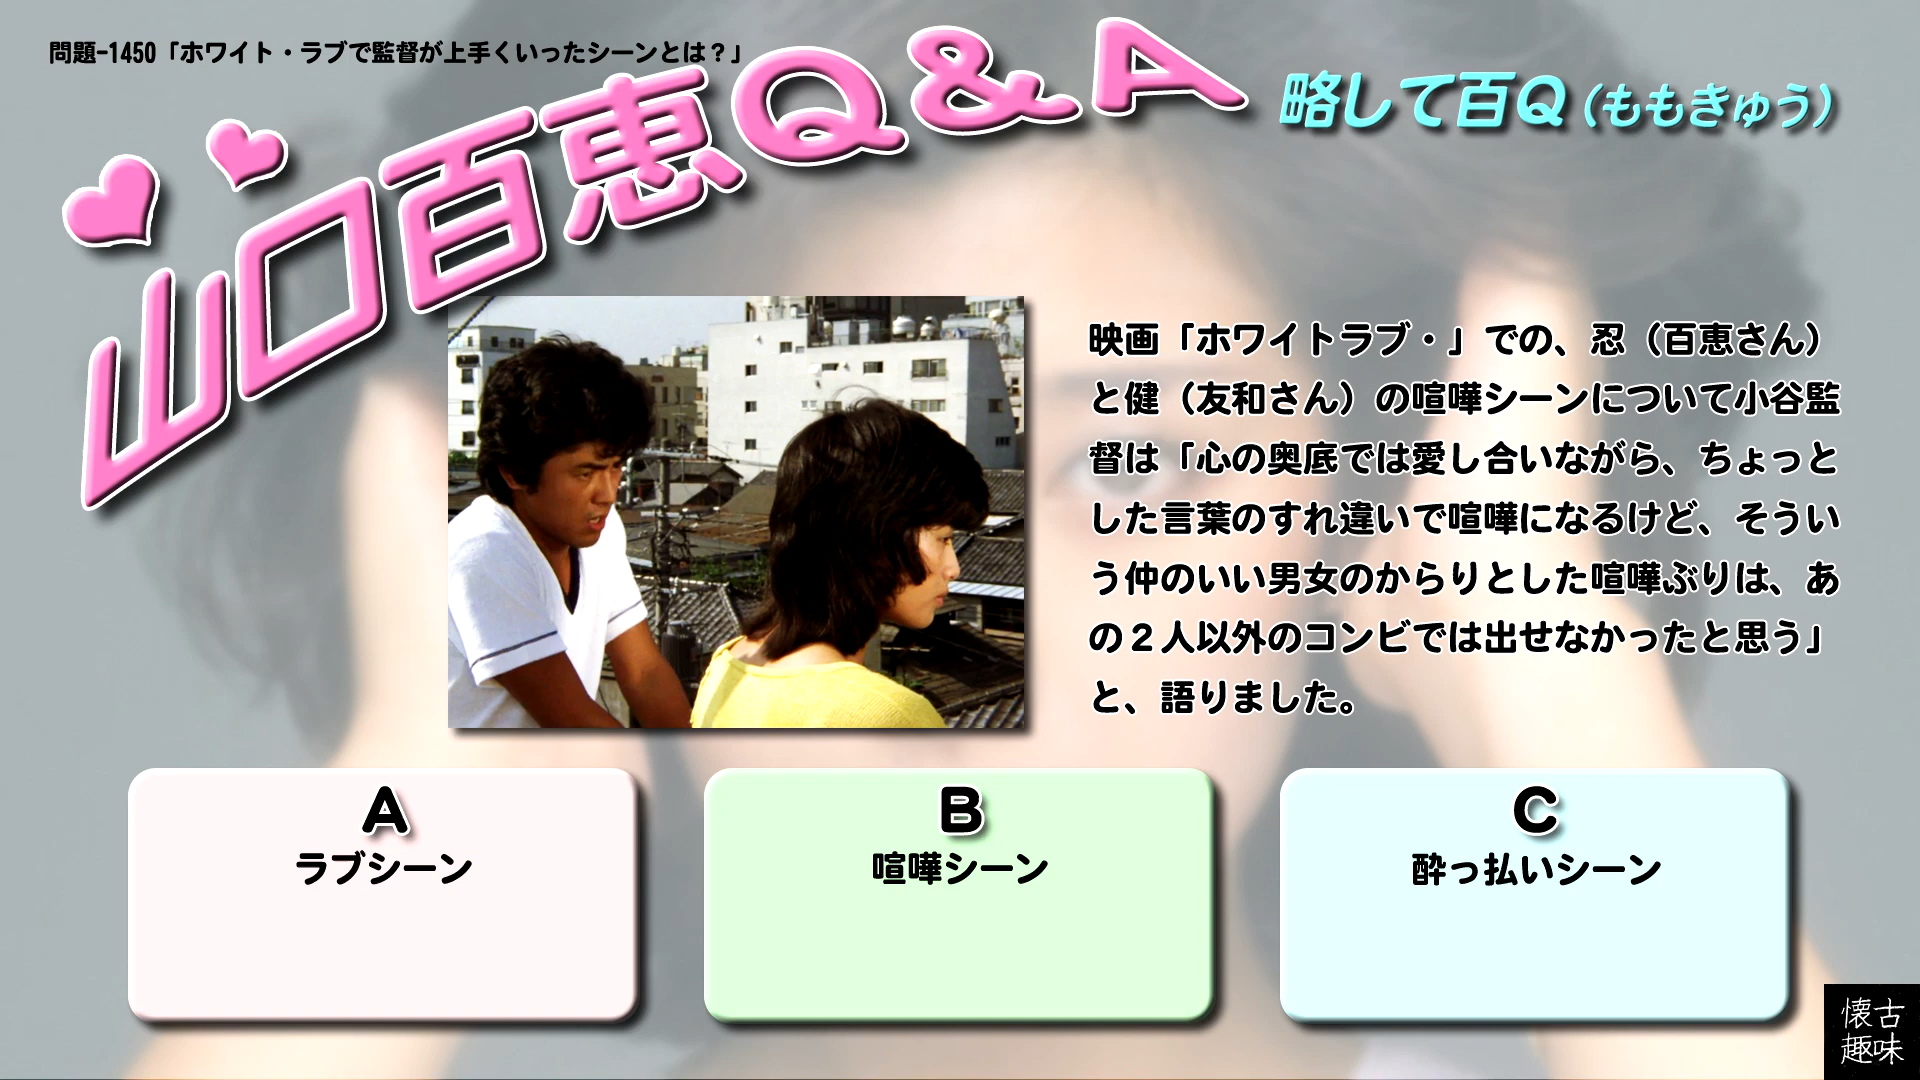 問題-1450「ホワイト・ラブで監督が上手くいったシーンとは？」
山口百恵Q&A
略して百Q（ももきゅう）
映画「ホワイトラブ・」での、忍（百恵さん）
と健（友和さん）の喧嘩シーンについて小谷監
督は「心の奥底では愛し合いながら、ちょっと
した言葉のすれ違いで喧嘩になるけど、そうい
う仲のいい男女のからりとした喧嘩ぶりは、あ
の２人以外のコンビでは出せなかったと思う」
と、語りました。
A
ラブシーン
B
喧嘩シーン
C
酔っ払いシーン
懐古
趣味